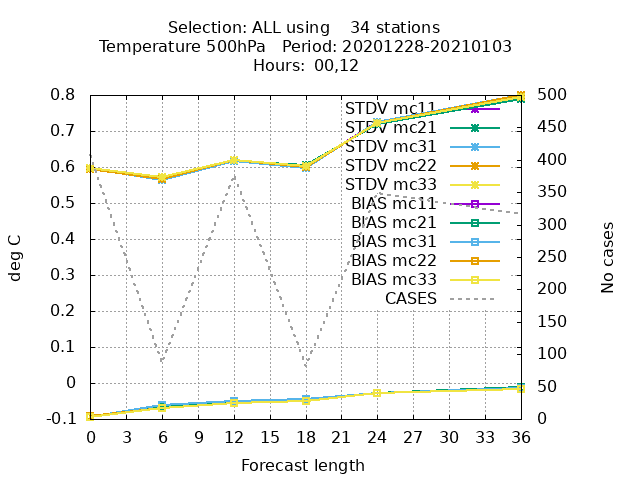 Selection: ALL using    34 stations
Temperature 500hPa   Period: 20201228-20210103
Hours:  00,12
deg C
0.8
0.7
0.6
0.5
0.4
0.3
0.2
0.1
0
-0.1
STDV mc11
STDV mc21
STDV mc31
STDV mc22
STDV mc33
BIAS mc11
BIAS mc21
BIAS mc31
BIAS mc22
BIAS mc33
CASES
500
450
400
350
300
250
200
150
100
50
0
No cases
0 3 6 9 12 15 18 21 24 27 30 33 36
Forecast length